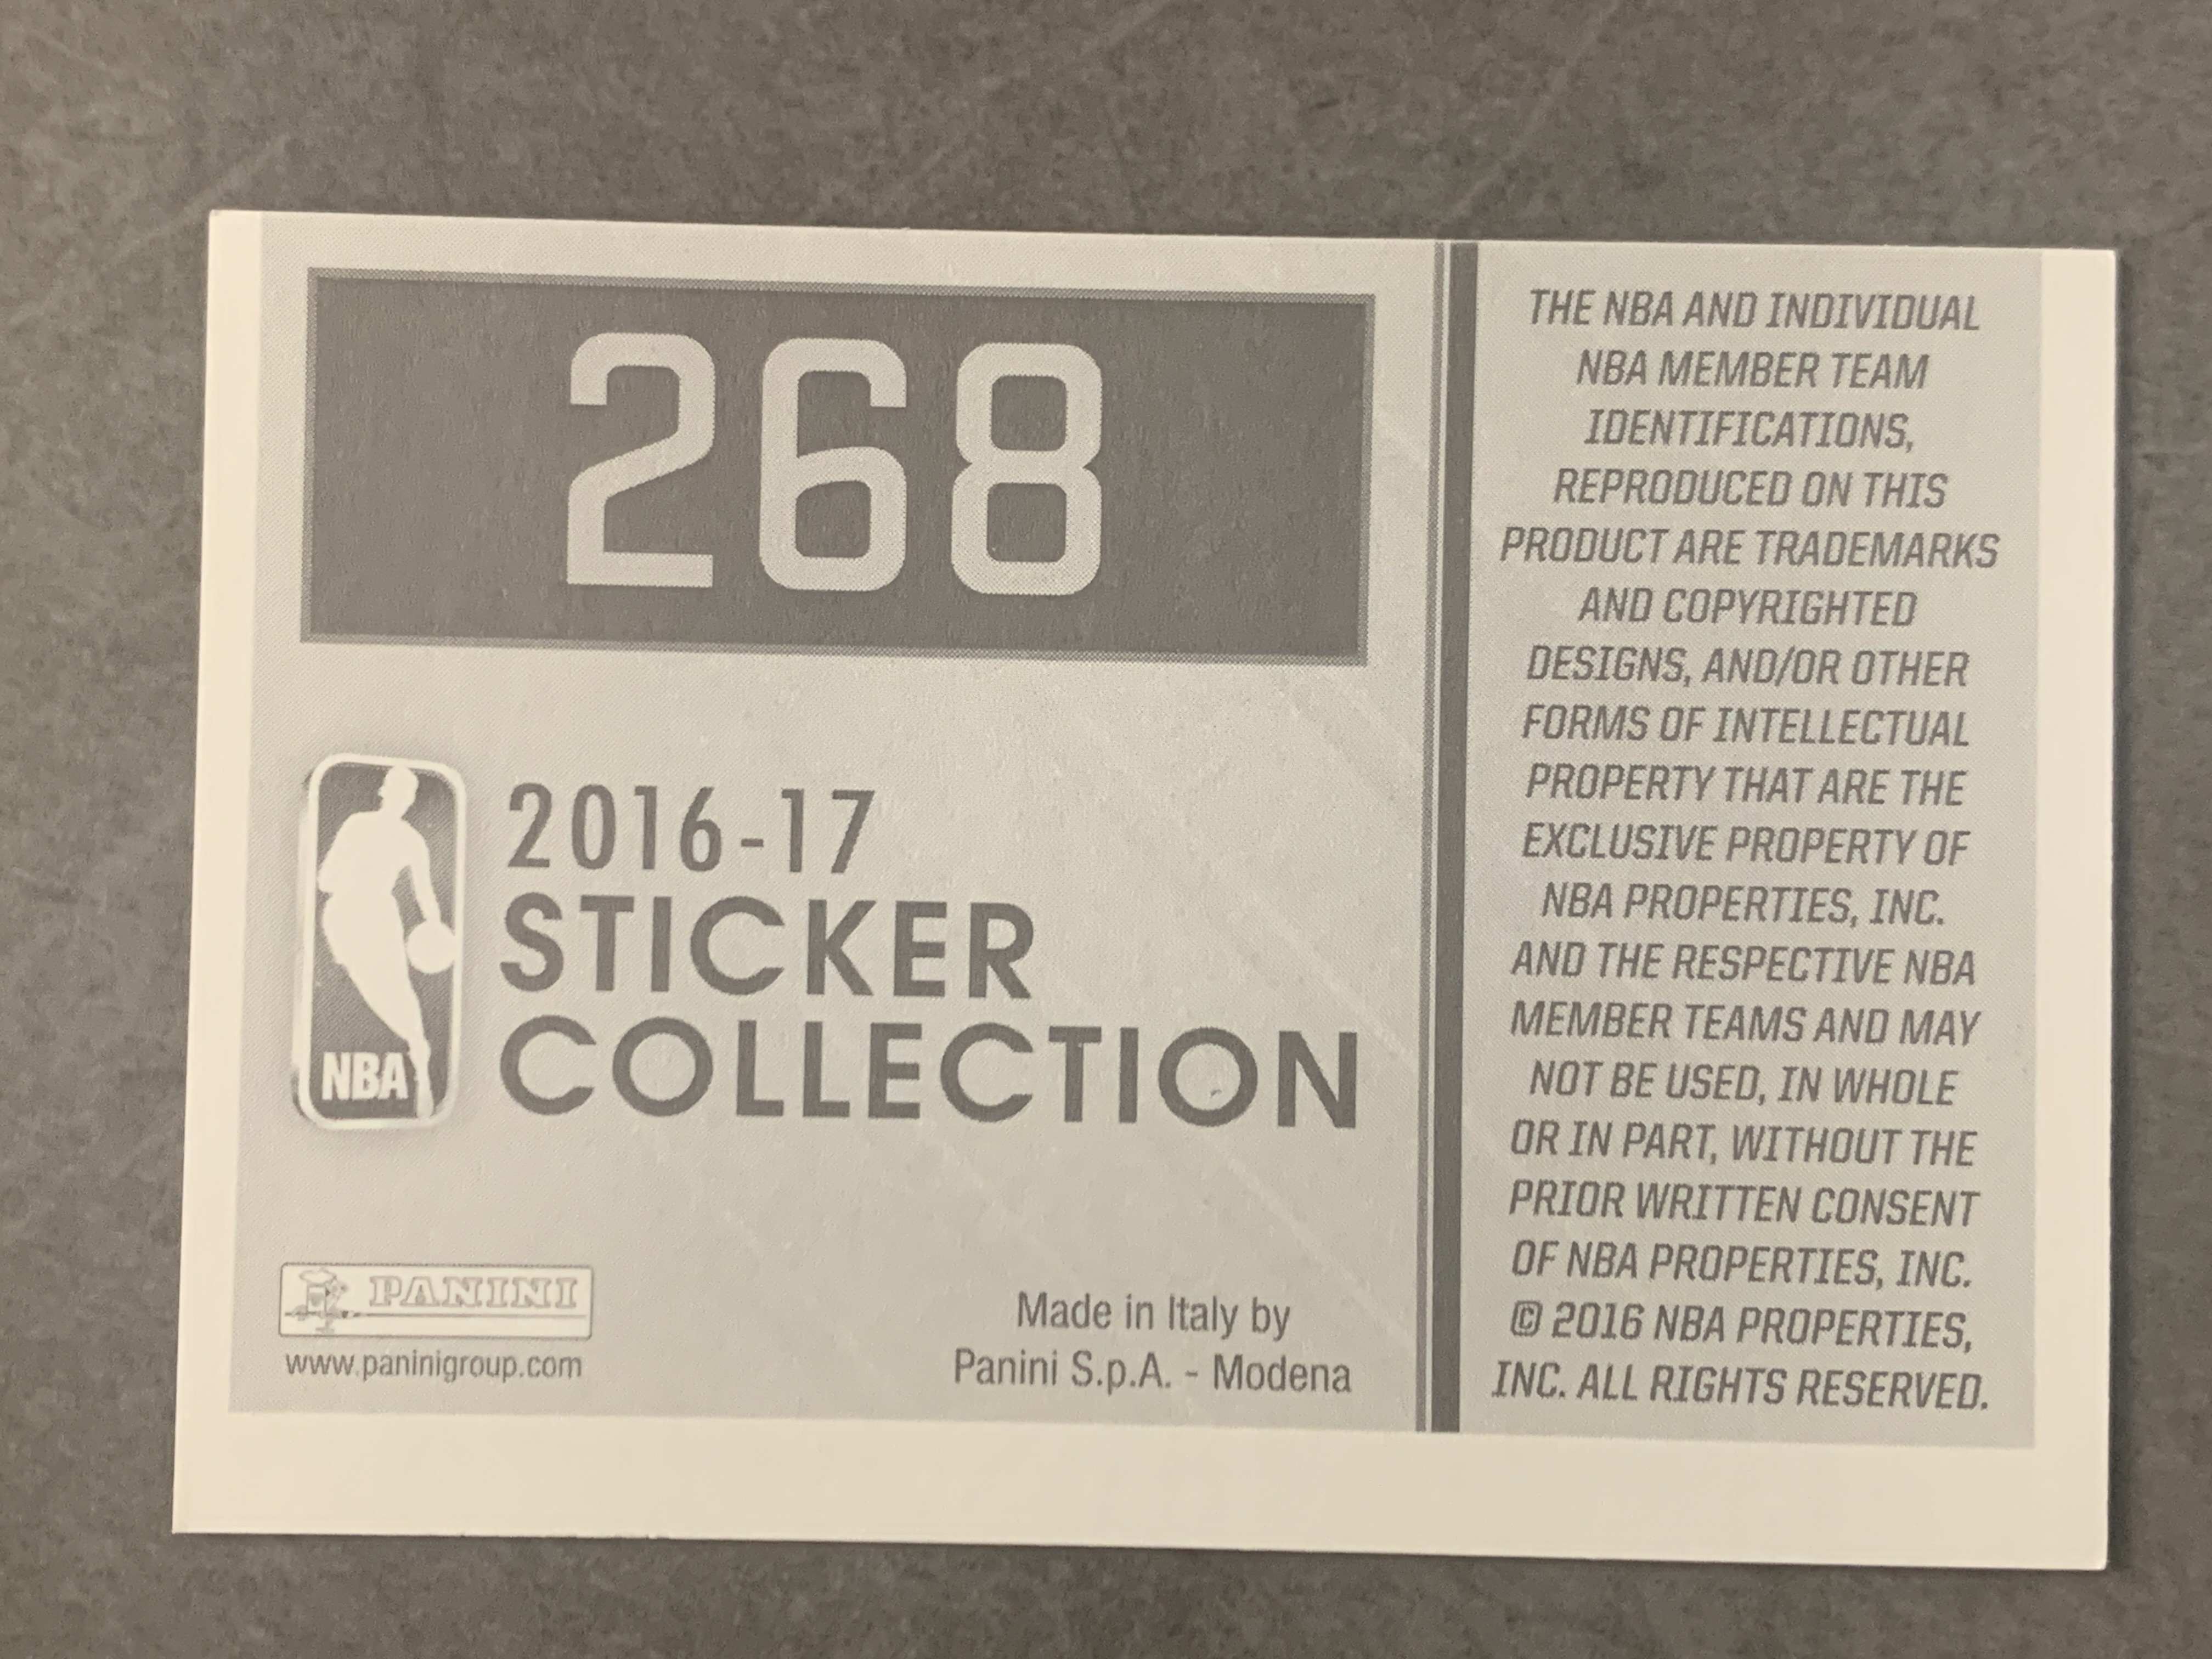 268
NBA
2016-17
STICKER
COLLECTION
PANINI
www.paninigroup.com
Made in Italy by
Panini S.p.A. - Modena
THE NBA AND INDIVIDUAL
NBA MEMBER TEAM
IDENTIFICATIONS,
REPRODUCED ON THIS
PRODUCT ARE TRADEMARKS
AND COPYRIGHTED
DESIGNS, AND/OR OTHER
FORMS OF INTELLECTUAL
PROPERTY THAT ARE THE
EXCLUSIVE PROPERTY OF
NBA PROPERTIES, INC.
AND THE RESPECTIVE NBA
MEMBER TEAMS AND MAY
NOT BE USED, IN WHOLE
OR IN PART, WITHOUT THE
PRIOR WRITTEN CONSENT
OF NBA PROPERTIES, INC.
© 2016 NBA PROPERTIES,
INC. ALL RIGHTS RESERVED.